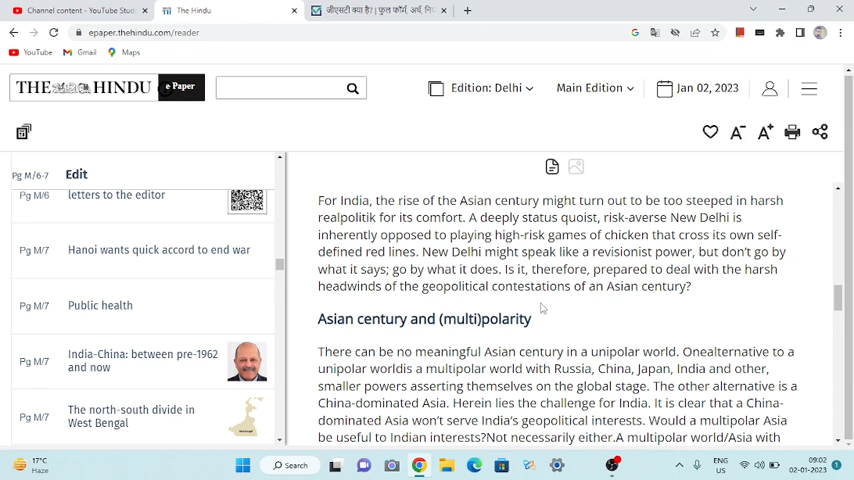 Channel content - YouTube Stud
The Hindu
जीएसटी क्या है? | फुल फॉर्म, अर्थ, निय
epaper.thehindu.com/reader
YouTube
Gmail
Maps
THE HINDU
e Paper
Edition: Delhi
Main Edition
Jan 02, 2023
A- A+
Pg M/6-7 Edit
Pg M/6 letters to the editor
Pg M/7 Hanoi wants quick accord to end war
Pg M/7 Public health
Pg M/7 India-China: between pre-1962
and now
Pg M/7 The north-south divide in
West Bengal
For India, the rise of the Asian century might turn out to be too steeped in harsh
realpolitik for its comfort. A deeply status quoist, risk-averse New Delhi is
inherently opposed to playing high-risk games of chicken that cross its own self-
defined red lines. New Delhi might speak like a revisionist power, but don't go by
what it says; go by what it does. Is it, therefore, prepared to deal with the harsh
headwinds of the geopolitical contestations of an Asian century?
Asian century and (multi)polarity
There can be no meaningful Asian century in a unipolar world. Onealternative to a
unipolar worldis a multipolar world with Russia, China, Japan, India and other,
smaller powers asserting themselves on the global stage. The other alternative is a
China-dominated Asia. Herein lies the challenge for India. It is clear that a China-
dominated Asia won't serve India's geopolitical interests. Would a multipolar Asia
be useful to Indian interests?Not necessarily either.A multipolar world/Asia with
17°C
Haze
Search
ENG
US
09:02
02-01-2023